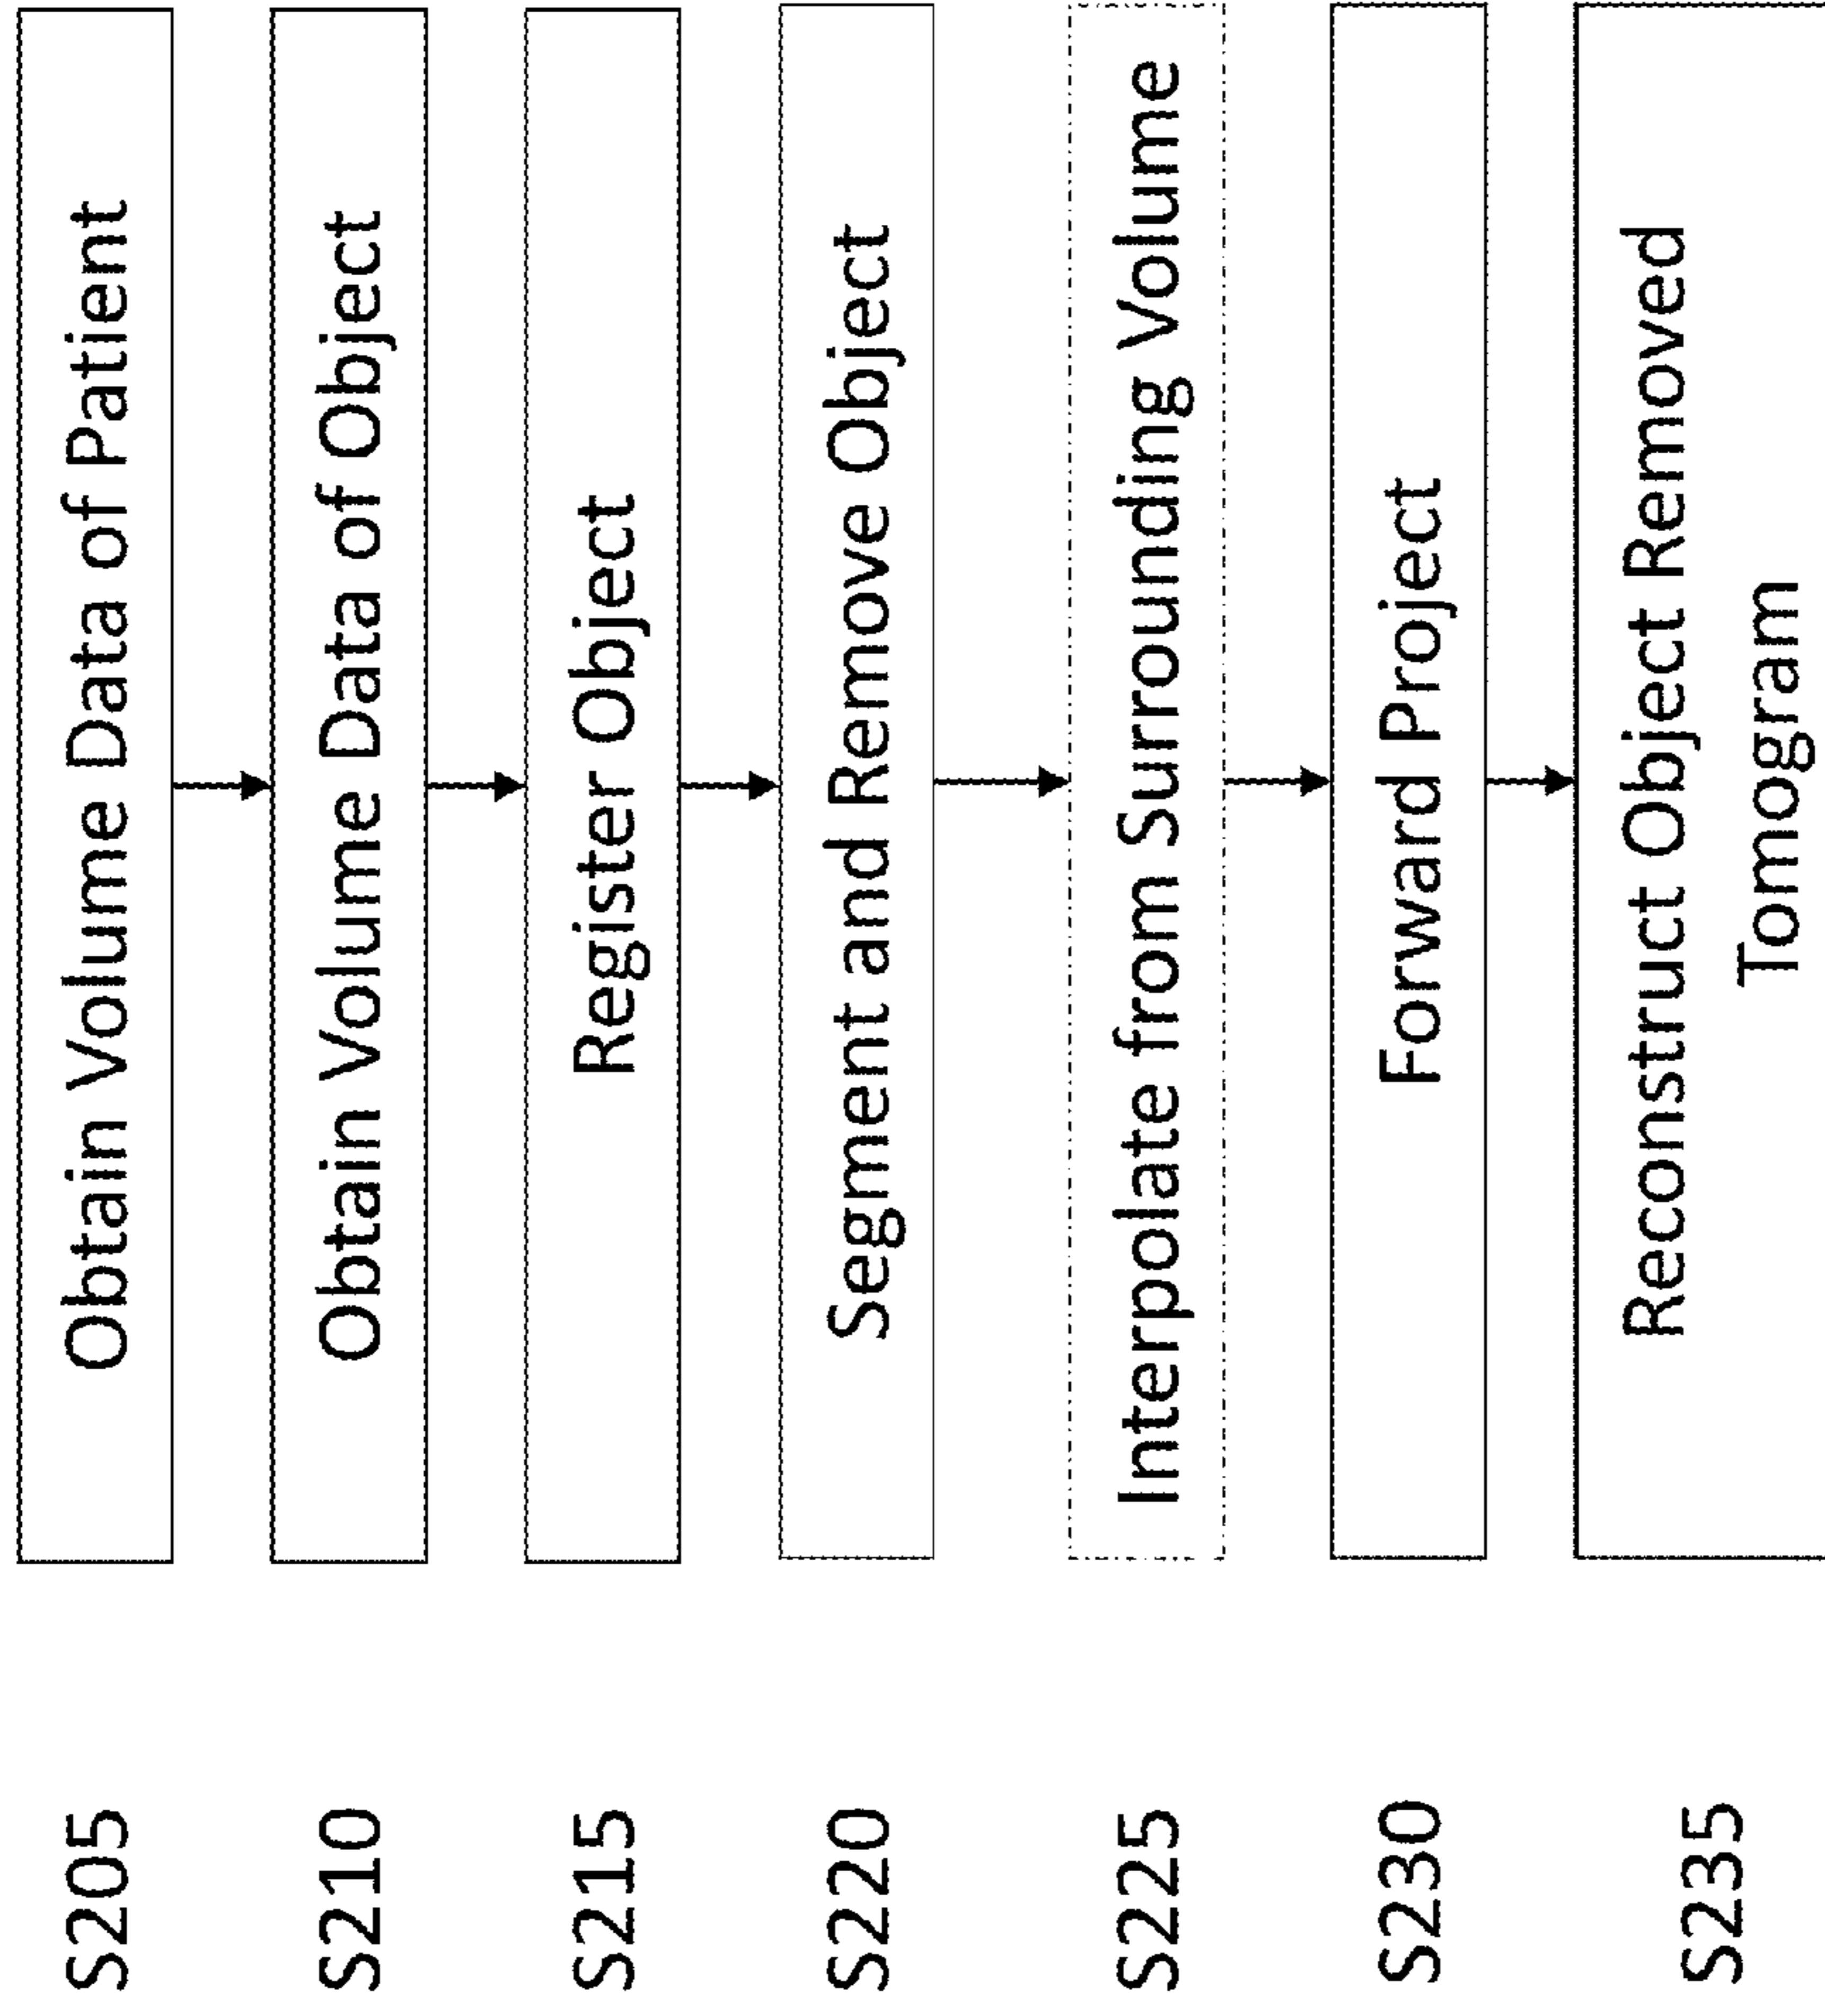 S205
Obtain Volume Data of Patient
S210
Obtain Volume Data of Object
S215
Register Object
S220
Segment and Remove Object
S225
Interpolate from Surrounding Volume
S230
Forward Project
S235
Reconstruct Object Removed
Tomogram